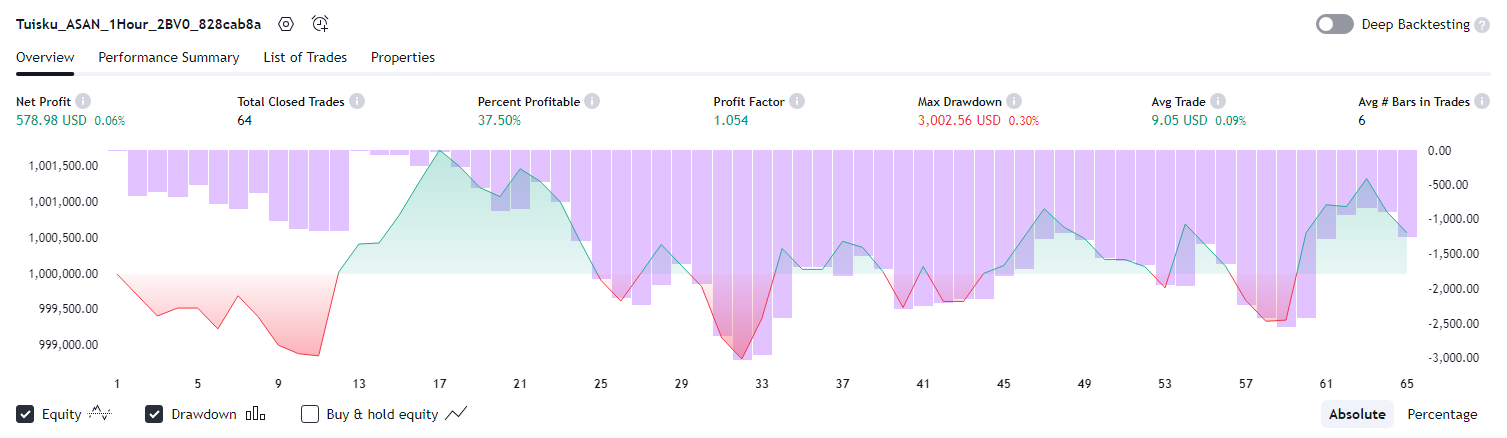 Tuisku_ASAN_1Hour_2BV0_828cab8a
Deep Backtesting
Overview Performance Summary List of Trades Properties
Net Profit Total Closed Trades Percent Profitable Profit Factor Max Drawdown Avg Trade Avg # Bars in Trades
578.98 USD 0.06% 64 37.50% 1.054 3,002.56 USD 0.30% 9.05 USD 0.09% 6
1,001,500.00 0.00
1,001,000.00 -500.00
1,000,500.00 -1,000.00
1,000,000.00 -1,500.00
999,500.00 -2,000.00
999,000.00 -2,500.00
-3,000.00
1 5 9 13 17 21 25 29 33 37 41 45 49 53 57 61 65
Equity Drawdown Buy & hold equity Absolute Percentage